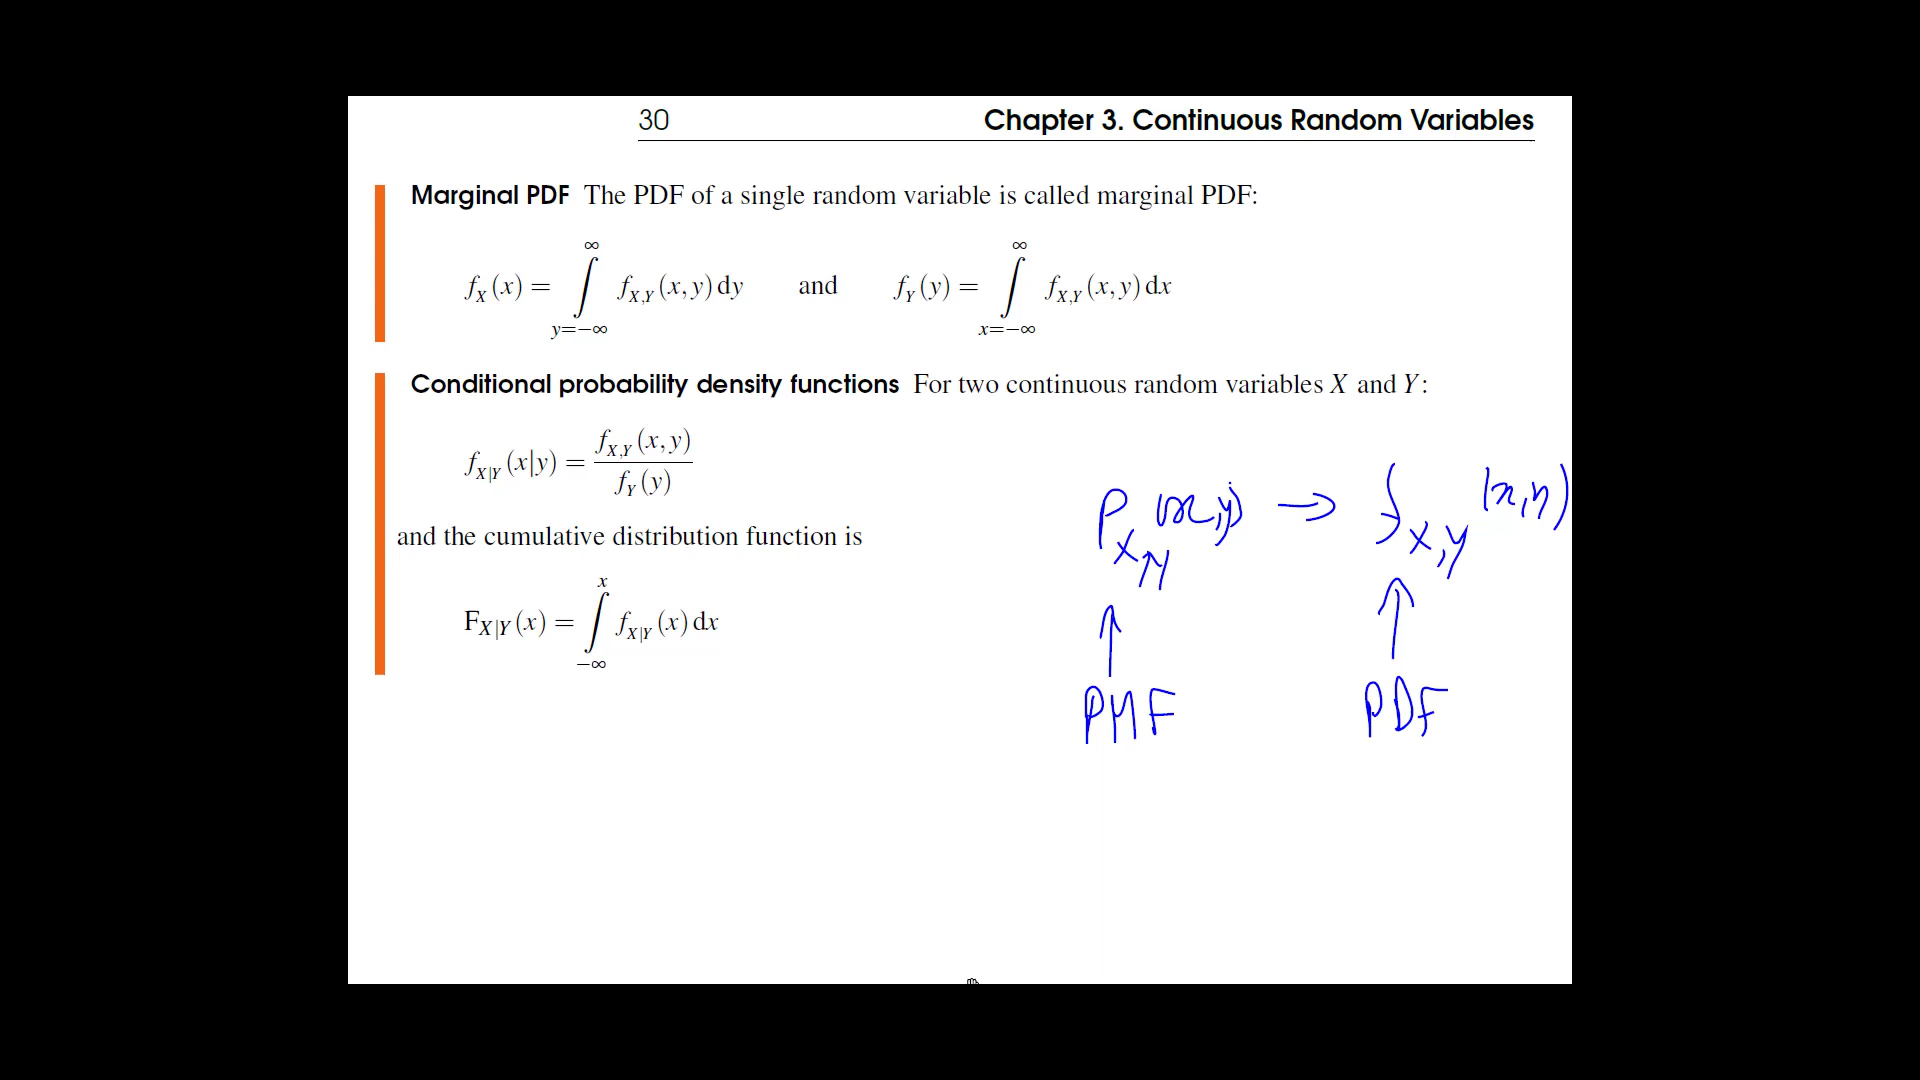 30 Chapter 3. Continuous Random Variables
Marginal PDF The PDF of a single random variable is called marginal PDF:
f_X(x) = ∫_{y=−∞}^{∞} f_{X,Y}(x,y) dy and f_Y(y) = ∫_{x=−∞}^{∞} f_{X,Y}(x,y) dx
Conditional probability density functions For two continuous random variables X and Y:
f_{X|Y}(x|y) = f_{X,Y}(x,y) / f_Y(y)
and the cumulative distribution function is
F_{X|Y}(x) = ∫_{−∞}^{x} f_{X|Y}(x) dx
P_{X,Y}(x,y) → f_{X,Y}(x,y)
↑ ↑
PMF PDF